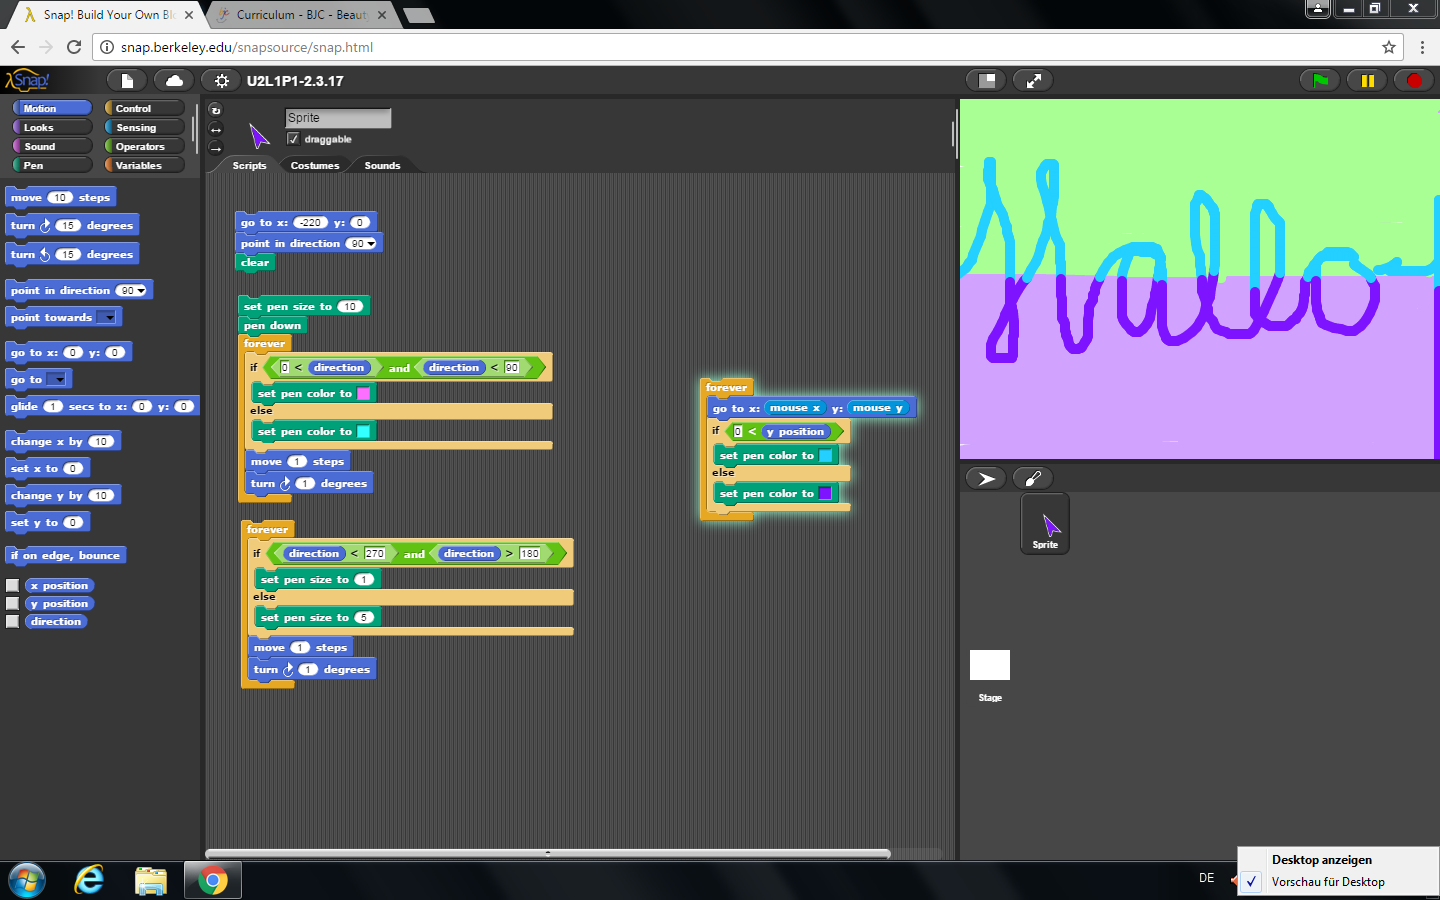 Snap! Build Your Own Bl
Curriculum - BJC - Beauty
snap.berkeley.edu/snapsource/snap.html
Snap!
U2L1P1-2.3.17
Motion Control
Looks Sensing
Sound Operators
Pen Variables
move 10 steps
turn 15 degrees
turn 15 degrees
point in direction 90
point towards
go to x: 0 y: 0
go to
glide 1 secs to x: 0 y: 0
change x by 10
set x to 0
change y by 10
set y to 0
if on edge, bounce
x position
y position
direction
Sprite
draggable
Scripts Costumes Sounds
go to x: -220 y: 0
point in direction 90
clear
set pen size to 10
pen down
forever
if 0 < direction and direction < 90
set pen color to
else
set pen color to
move 1 steps
turn 1 degrees
forever
if direction < 270 and direction > 180
set pen size to 1
else
set pen size to 5
move 1 steps
turn 1 degrees
forever
go to x: mouse x y: mouse y
if 0 < y position
set pen color to
else
set pen color to
Hallo
Sprite
Stage
DE
Desktop anzeigen
Vorschau für Desktop